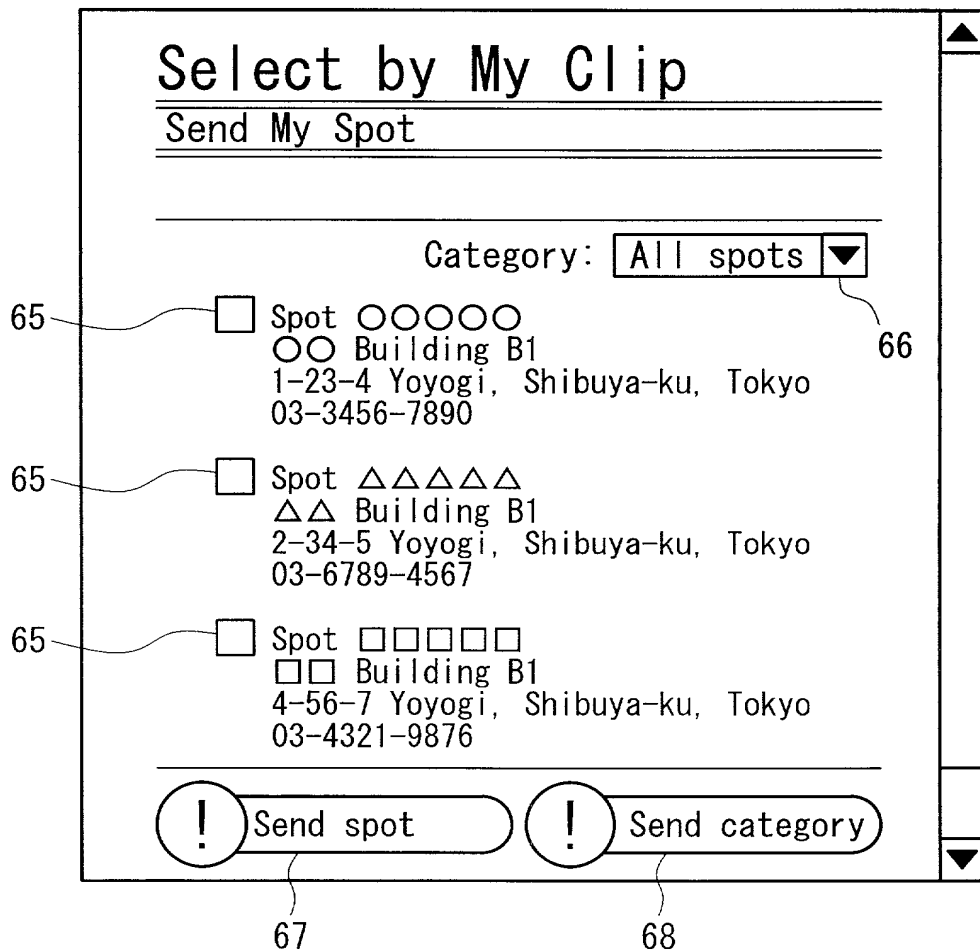 Select by My Clip
Send My Spot
Category: All spots ▼
66
65 Spot ○○○○○
○○ Building B1
1-23-4 Yoyogi, Shibuya-ku, Tokyo
03-3456-7890
65 Spot △△△△△
△△ Building B1
2-34-5 Yoyogi, Shibuya-ku, Tokyo
03-6789-4567
65 Spot □□□□□
□□ Building B1
4-56-7 Yoyogi, Shibuya-ku, Tokyo
03-4321-9876
! Send spot ! Send category
67 68